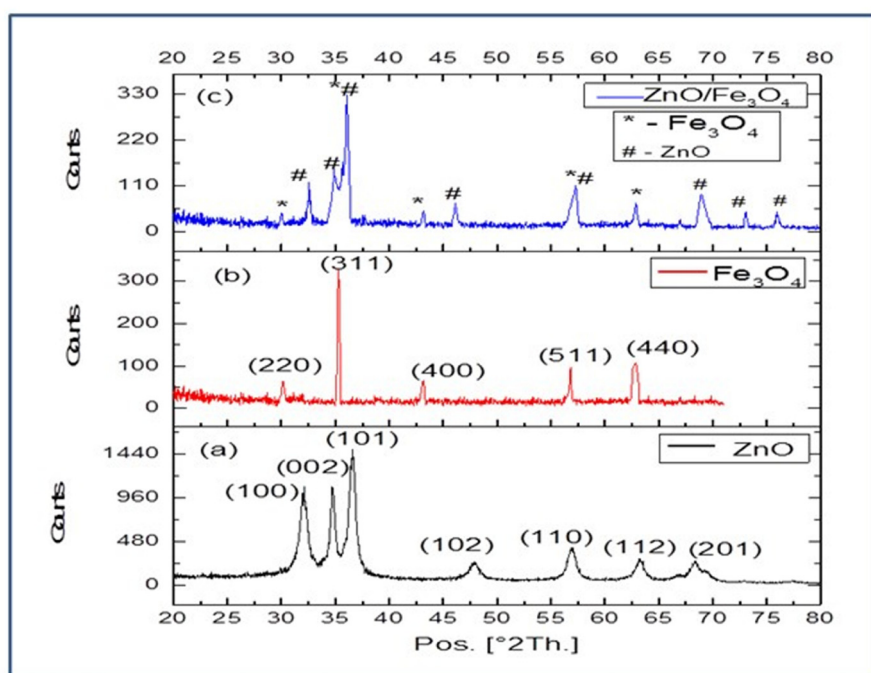 20 25 30 35 40 45 50 55 60 65 70 75 80
(c)
*#
ZnO/Fe₃O₄
* - Fe₃O₄
# - ZnO
330
220
110
0
Counts
* # # * # *# * # # #
(b)
(311)
Fe₃O₄
300
200
100
0
Counts
(220) (400) (511) (440)
(a)
(101)
ZnO
1440
960
480
0
Counts
(100) (002) (102) (110) (112) (201)
20 25 30 35 40 45 50 55 60 65 70 75 80
Pos. [°2Th.]